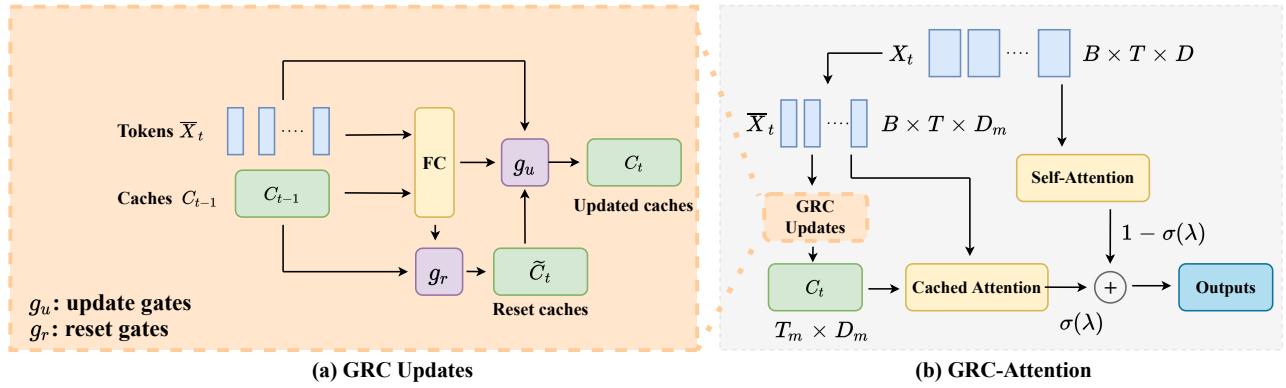 Tokens X̅_t
FC
g_u
C_t
Updated caches
Caches C_{t-1}
C_{t-1}
g_r
C̃_t
Reset caches
g_u: update gates
g_r: reset gates
(a) GRC Updates
X_t
B × T × D
X̅_t
B × T × D_m
Self-Attention
GRC
Updates
1 − σ(λ)
C_t
Cached Attention
+
Outputs
σ(λ)
T_m × D_m
(b) GRC-Attention